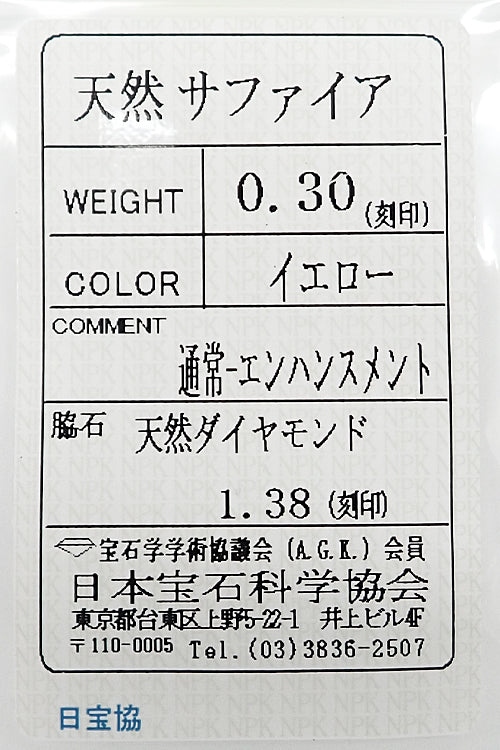 天然 サファイア
WEIGHT 0.30 (刻印)
COLOR イエロー
COMMENT
通常-エンハンスメント
脇石 天然ダイヤモンド
1.38 (刻印)
宝石学学術協議会 (A.G.K.) 会員
日本宝石科学協会
東京都台東区上野5-22-1 井上ビル4F
〒110-0005 Tel.(03)3836-2507
日宝協